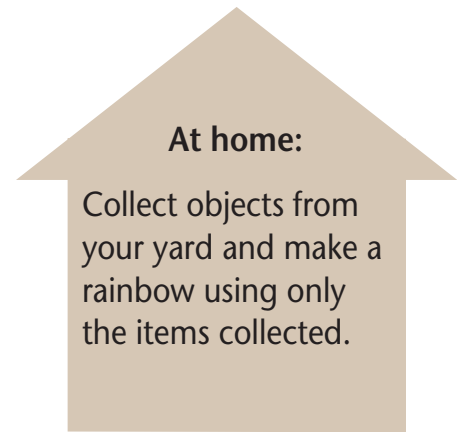 At home:
Collect objects from
your yard and make a
rainbow using only
the items collected.